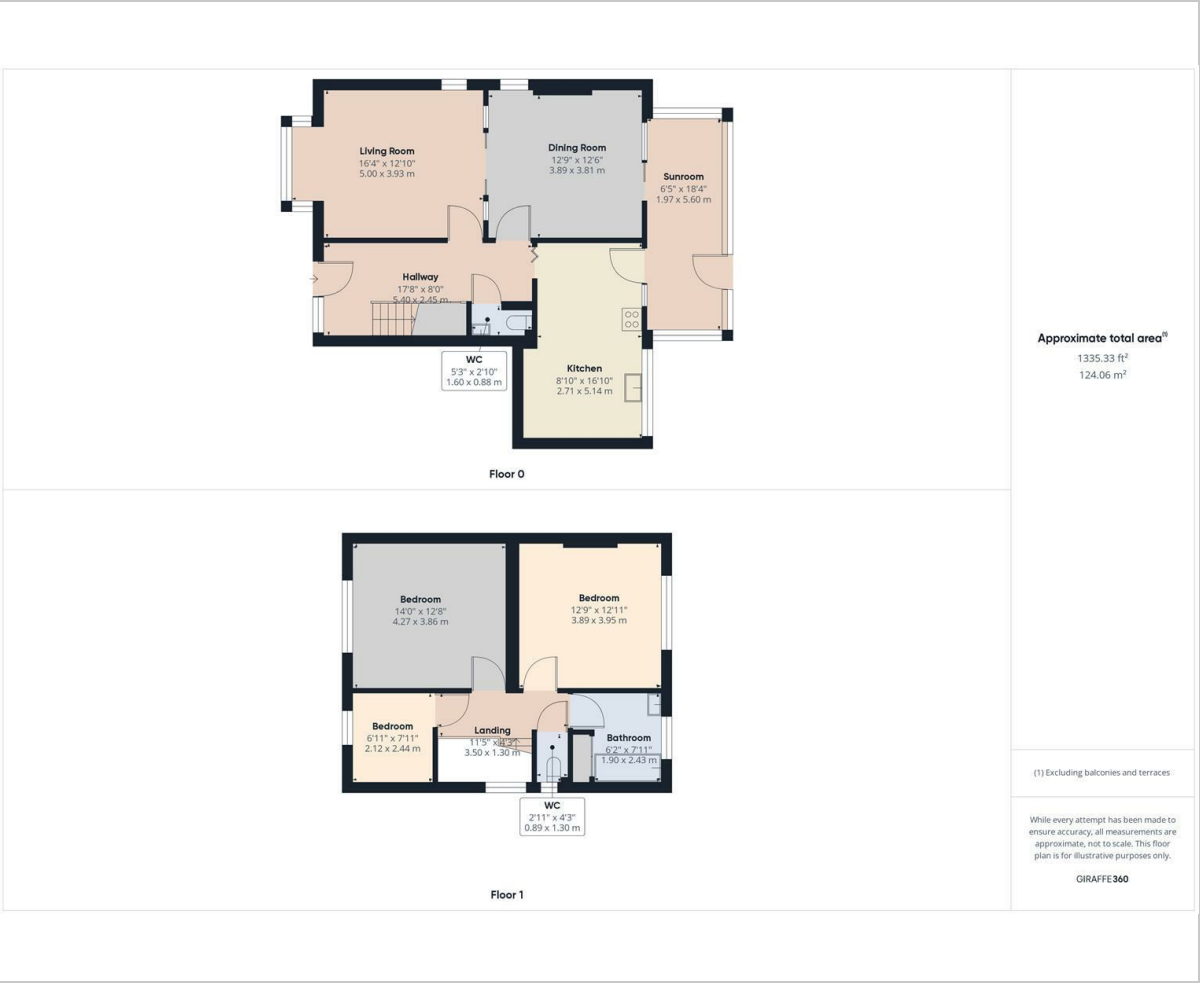 Living Room
16'4" x 12'10"
5.00 x 3.93 m
Dining Room
12'9" x 12'6"
3.89 x 3.81 m
Sunroom
6'5" x 18'4"
1.97 x 5.60 m
Hallway
17'8" x 8'0"
5.40 x 2.45 m
WC
5'3" x 2'10"
1.60 x 0.88 m
Kitchen
8'10" x 16'10"
2.71 x 5.14 m
Floor 0
Bedroom
14'0" x 12'8"
4.27 x 3.86 m
Bedroom
12'9" x 12'11"
3.89 x 3.95 m
Bedroom
6'11" x 7'11"
2.12 x 2.44 m
Landing
11'5" x 4'3"
3.50 x 1.30 m
Bathroom
6'2" x 7'11"
1.90 x 2.43 m
WC
2'11" x 4'3"
0.89 x 1.30 m
Floor 1
Approximate total area(1)
1335.33 ft²
124.06 m²
(1) Excluding balconies and terraces
While every attempt has been made to
ensure accuracy, all measurements are
approximate, not to scale. This floor
plan is for illustrative purposes only.
GIRAFFE360